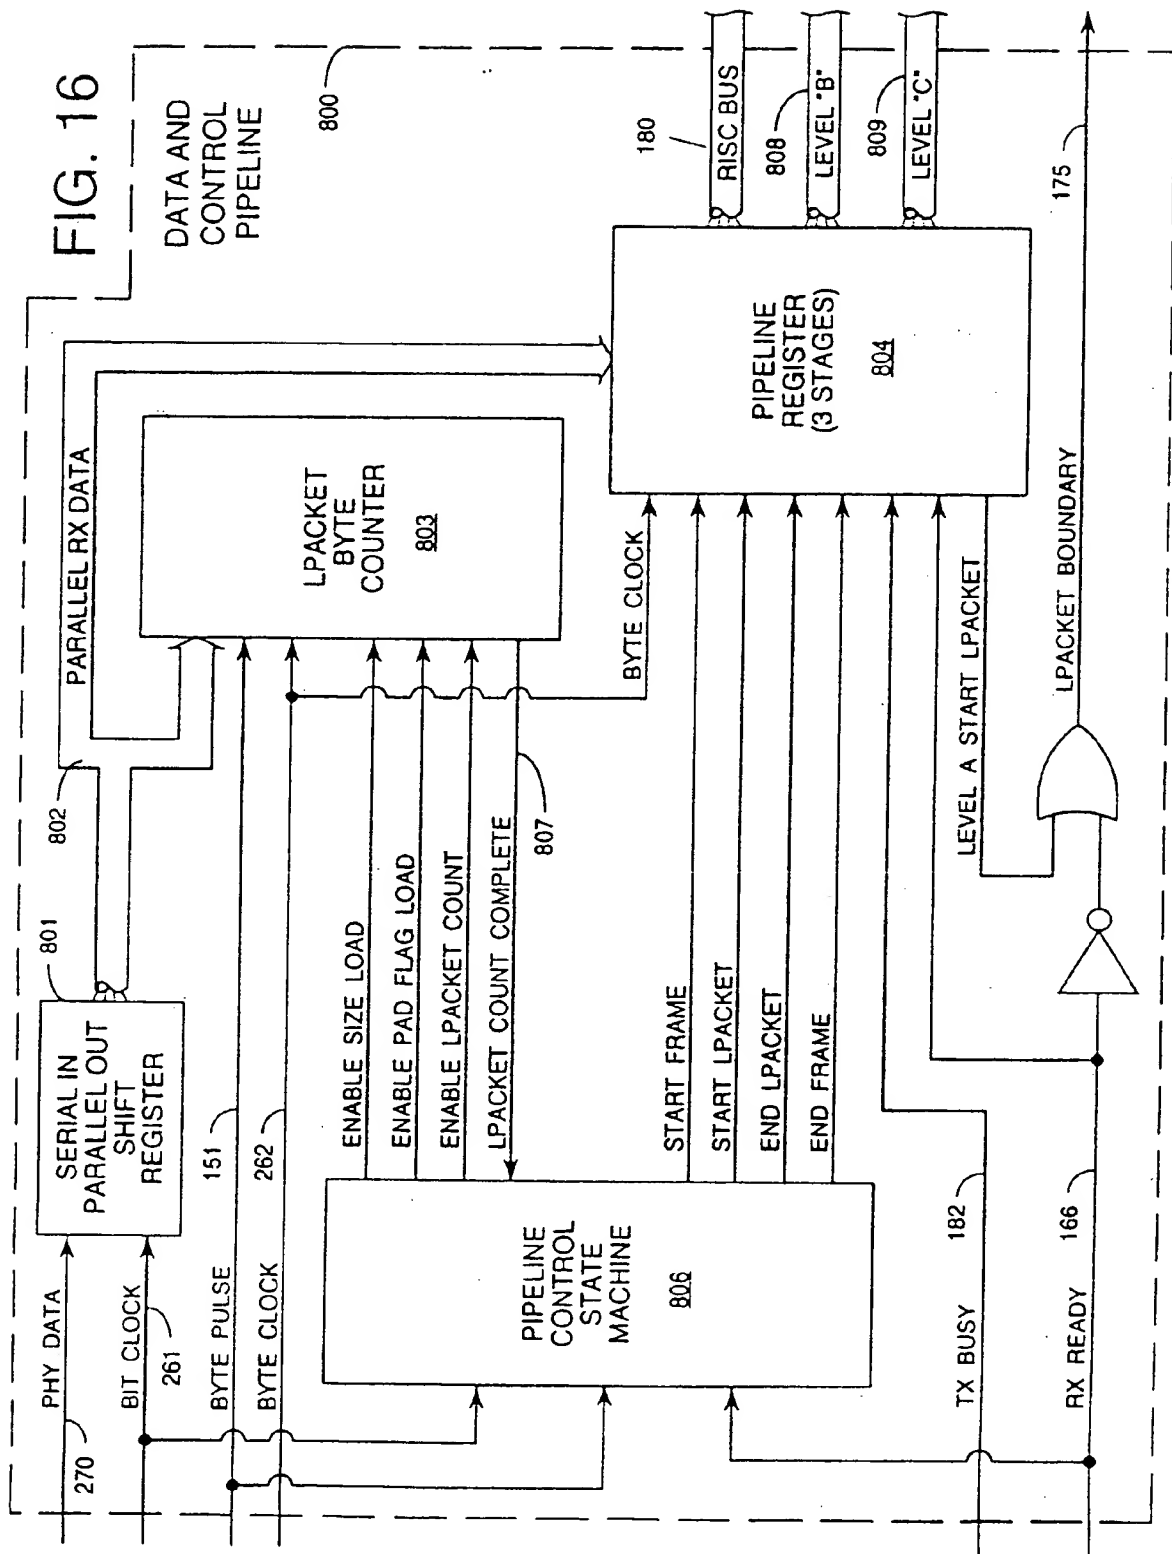 FIG. 16
DATA AND
CONTROL
PIPELINE
800
PHY DATA
270
BIT CLOCK
261
SERIAL IN
PARALLEL OUT
SHIFT
REGISTER
801
802
PARALLEL RX DATA
BYTE PULSE
151
BYTE CLOCK
262
LPACKET
BYTE
COUNTER
803
ENABLE SIZE LOAD
ENABLE PAD FLAG LOAD
ENABLE LPACKET COUNT
LPACKET COUNT COMPLETE
807
BYTE CLOCK
PIPELINE
CONTROL
STATE
MACHINE
806
START FRAME
START LPACKET
END LPACKET
END FRAME
PIPELINE
REGISTER
(3 STAGES)
804
180
RISC BUS
808
LEVEL "B"
809
LEVEL "C"
TX BUSY
182
RX READY
166
LEVEL A START LPACKET
LPACKET BOUNDARY
175